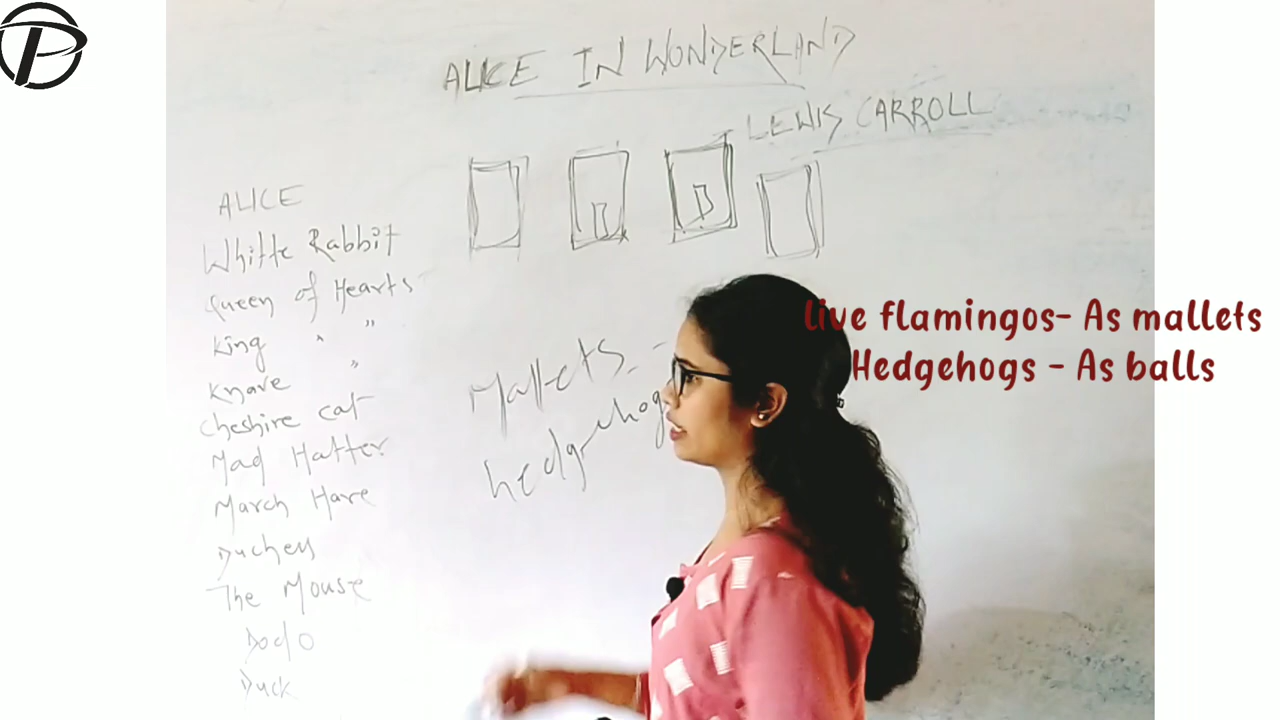 ALICE IN WONDERLAND
- LEWIS CARROLL
ALICE
White Rabbit
Queen of Hearts
King " "
Knave "
Cheshire cat
Mad Hatter
March Hare
Duchess
The Mouse
Dodo
Duck
Mallets -
hedgehog
live flamingos- As mallets
Hedgehogs - As balls